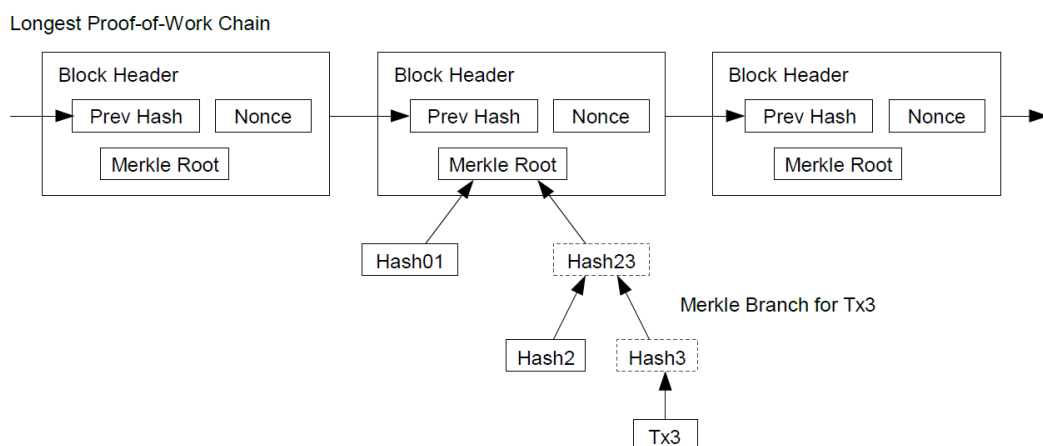 Longest Proof-of-Work Chain
Block Header
Block Header
Block Header
Prev Hash
Nonce
Prev Hash
Nonce
Prev Hash
Nonce
Merkle Root
Merkle Root
Merkle Root
Hash01
Hash23
Merkle Branch for Tx3
Hash2
Hash3
Tx3